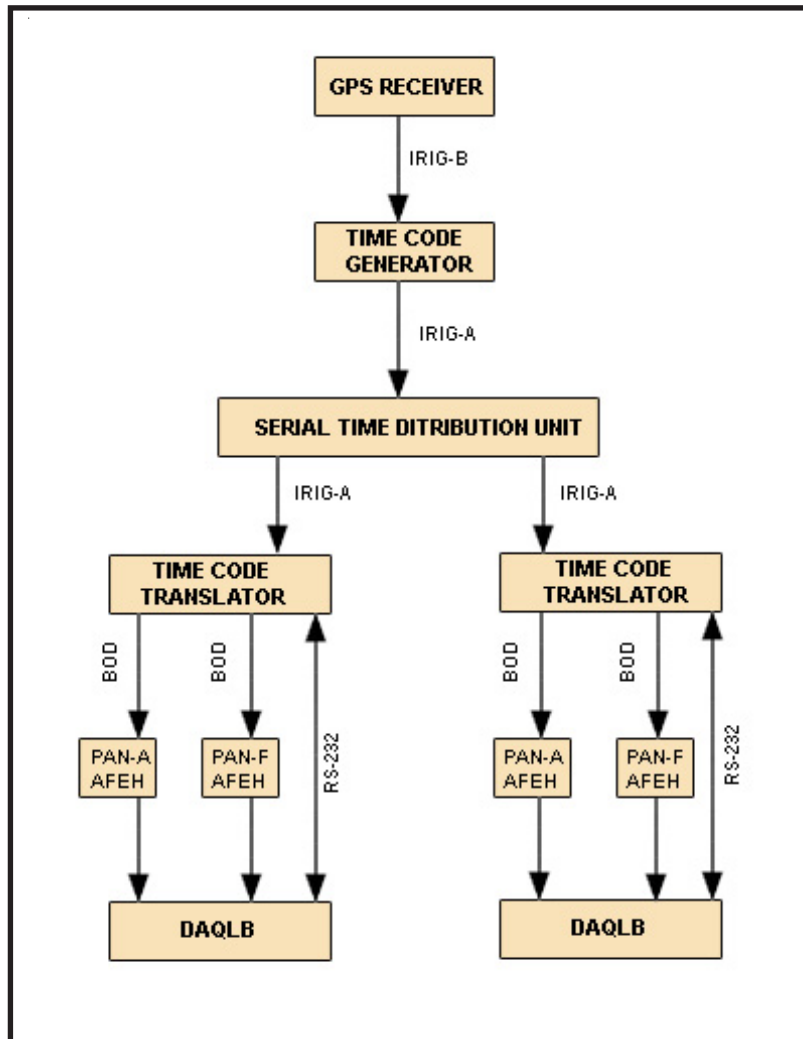 GPS RECEIVER
IRIG-B
TIME CODE
GENERATOR
IRIG-A
SERIAL TIME DITRIBUTION UNIT
IRIG-A
IRIG-A
TIME CODE
TRANSLATOR
TIME CODE
TRANSLATOR
BOD
BOD
RS-232
BOD
BOD
RS-232
PAN-A
AFEH
PAN-F
AFEH
PAN-A
AFEH
PAN-F
AFEH
DAQLB
DAQLB